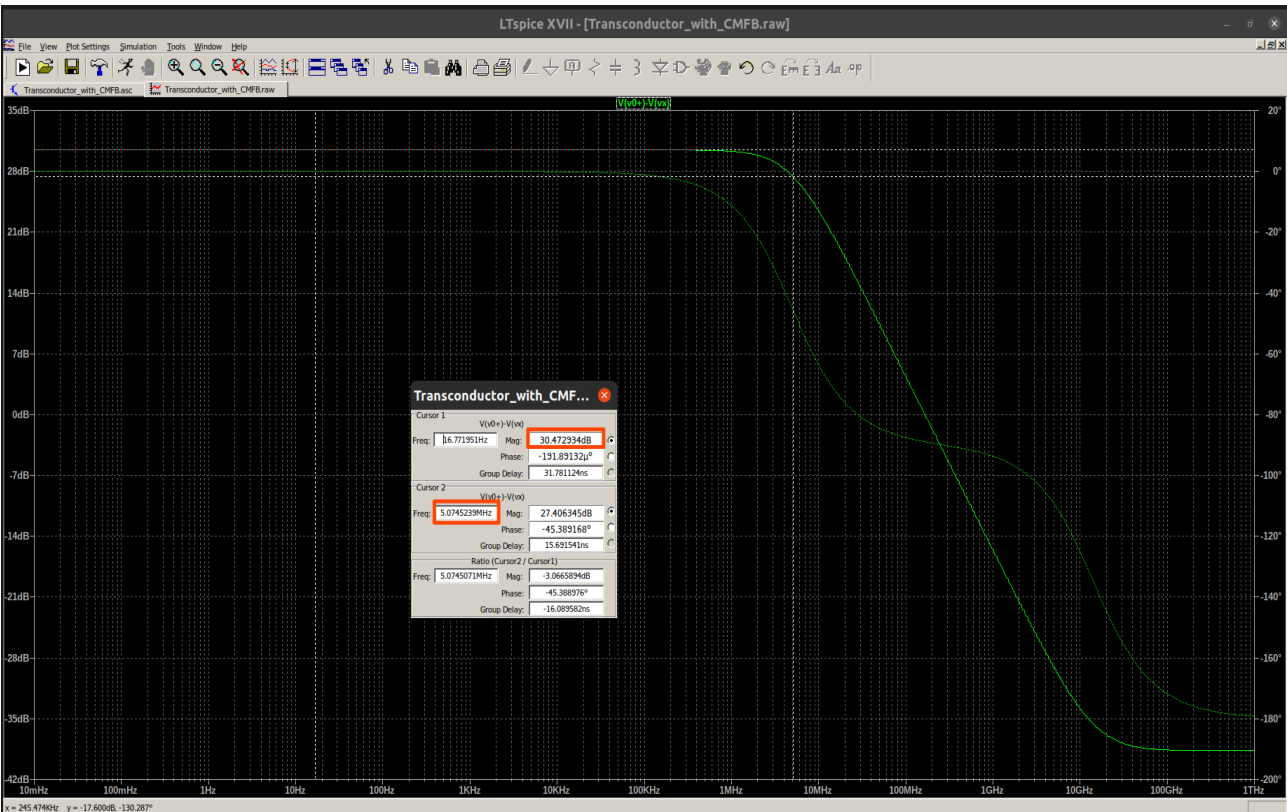 LTspice XVII - [Transconductor_with_CMFB.raw]
File View Plot Settings Simulation Tools Window Help
Transconductor_with_CMFB.asc Transconductor_with_CMFB.raw
V(v0+)-V(vx)
35dB 20°
28dB 0°
21dB -20°
14dB -40°
7dB -60°
0dB -80°
-7dB -100°
-14dB -120°
-21dB -140°
-28dB -160°
-35dB -180°
-42dB -200°
10mHz 100mHz 1Hz 10Hz 100Hz 1KHz 10KHz 100KHz 1MHz 10MHz 100MHz 1GHz 10GHz 100GHz 1THz
Transconductor_with_CMF...
Cursor 1
V(v0+)-V(vx)
Freq: 16.771951Hz Mag: 30.472934dB
Phase: -191.89132µ°
Group Delay: 31.781124ns
Cursor 2
V(v0+)-V(vx)
Freq: 5.0745239MHz Mag: 27.406345dB
Phase: -45.389168°
Group Delay: 15.691541ns
Ratio (Cursor2 / Cursor1)
Freq: 5.0745071MHz Mag: -3.0665894dB
Phase: -45.388976°
Group Delay: -16.089582ns
x = 245.474KHz y = -17.600dB, -130.287°